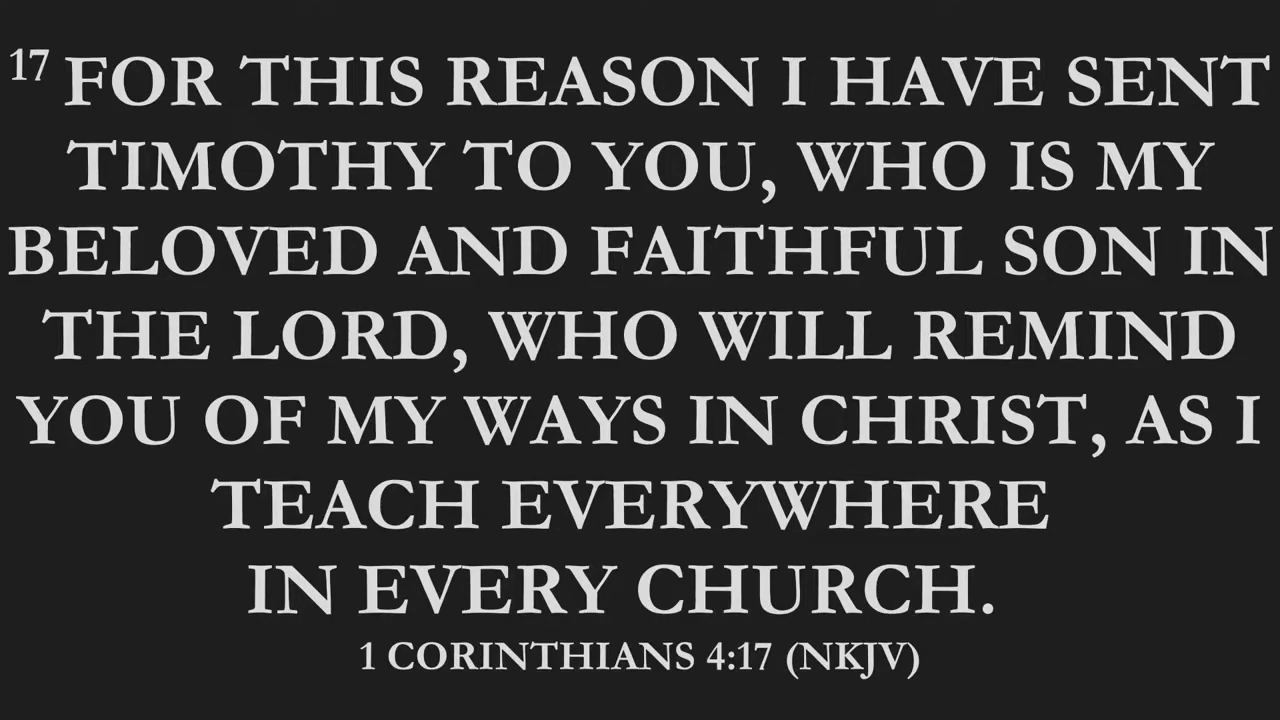 17 FOR THIS REASON I HAVE SENT
TIMOTHY TO YOU, WHO IS MY
BELOVED AND FAITHFUL SON IN
THE LORD, WHO WILL REMIND
YOU OF MY WAYS IN CHRIST, AS I
TEACH EVERYWHERE
IN EVERY CHURCH.
1 CORINTHIANS 4:17 (NKJV)